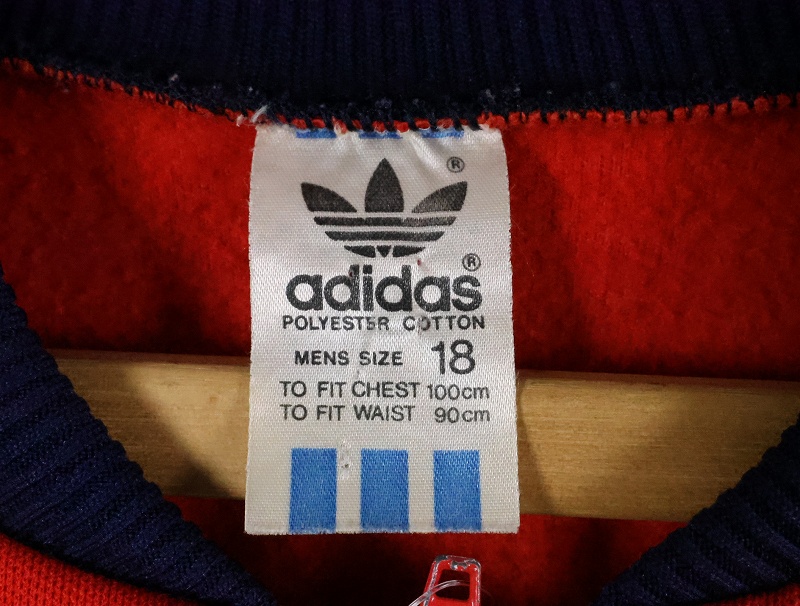 ®
adidas®
POLYESTER COTTON
MENS SIZE 18
TO FIT CHEST 100cm
TO FIT WAIST 90cm